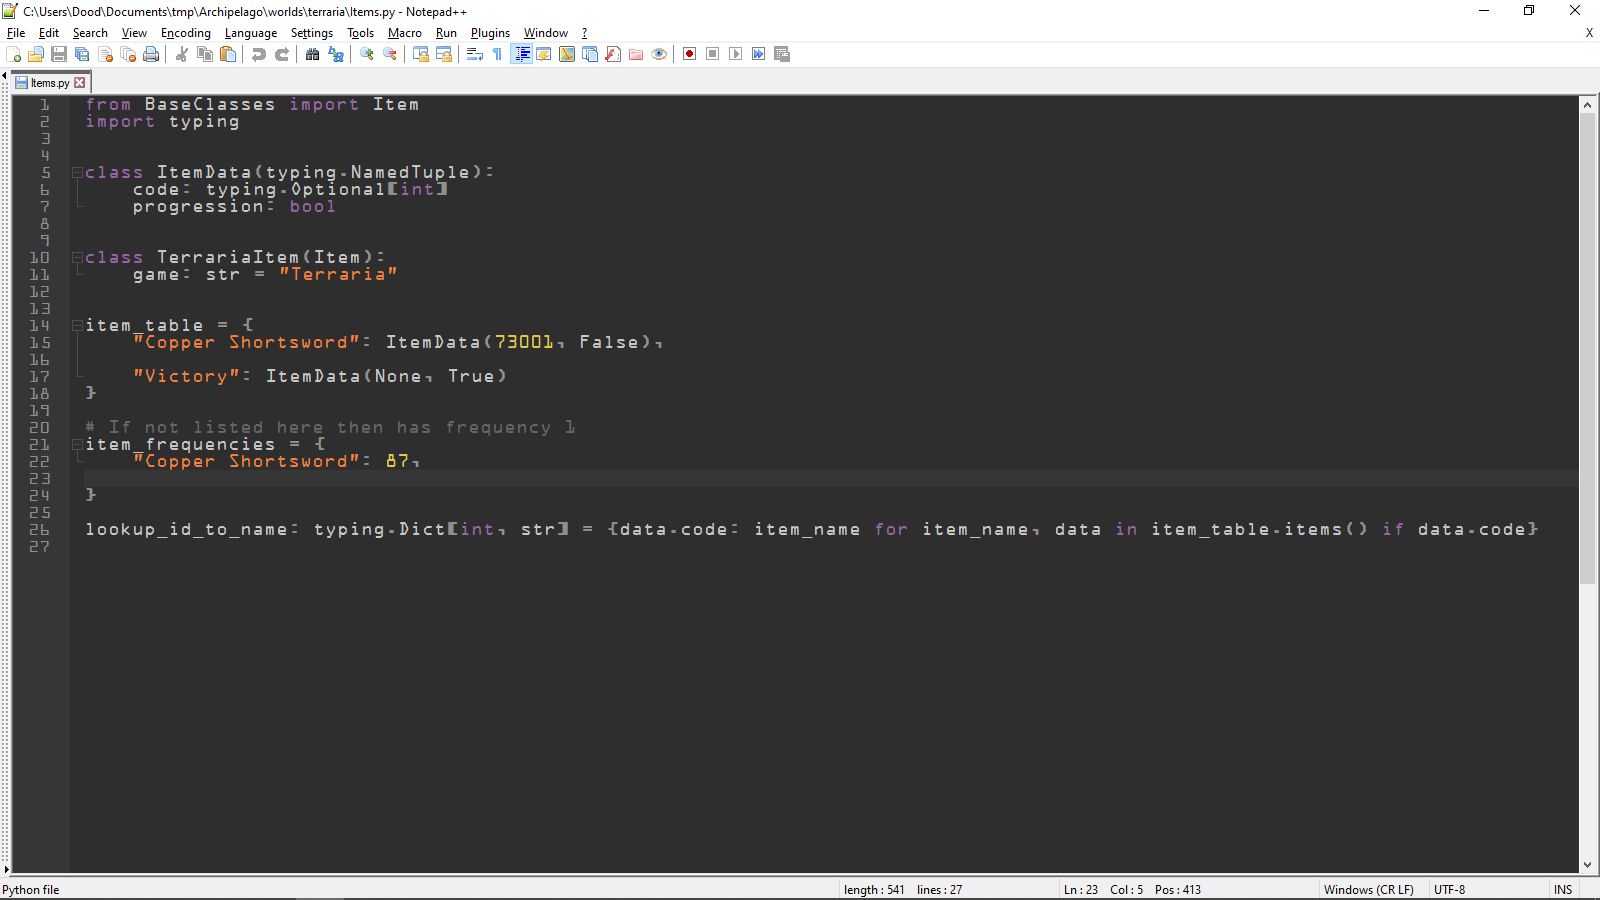 C:\Users\Dood\Documents\tmp\Archipelago\worlds\terraria\Items.py - Notepad++
File Edit Search View Encoding Language Settings Tools Macro Run Plugins Window ? X
Items.py
1 from BaseClasses import Item
2 import typing
3
4
5 class ItemData(typing.NamedTuple):
6     code: typing.Optional[int]
7     progression: bool
8
9
10 class TerrariaItem(Item):
11     game: str = "Terraria"
12
13
14 item_table = {
15     "Copper Shortsword": ItemData(73001, False),
16
17     "Victory": ItemData(None, True)
18 }
19
20 # If not listed here then has frequency 1
21 item_frequencies = {
22     "Copper Shortsword": 87,
23
24 }
25
26 lookup_id_to_name: typing.Dict[int, str] = {data.code: item_name for item_name, data in item_table.items() if data.code}
27
Python file length : 541 lines : 27 Ln : 23 Col : 5 Pos : 413 Windows (CR LF) UTF-8 INS